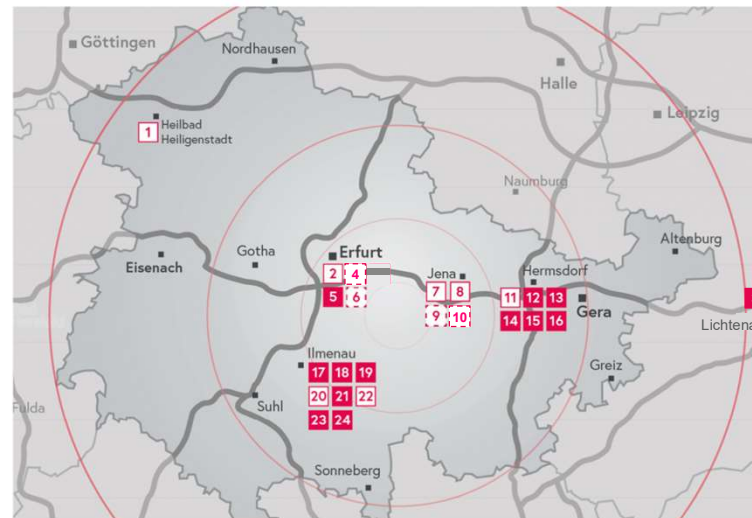 Göttingen
Nordhausen
Halle
Leipzig
1
Heilbad
Heiligenstadt
Naumburg
Altenburg
Erfurt
Gotha
Eisenach
2 4
5 6
Jena
7 8
9 10
Hermsdorf
11 12 13
14 15 16
Gera
Lichtena
Ilmenau
17 18 19
20 21 22
23 24
Greiz
Suhl
Fulda
Sonneberg